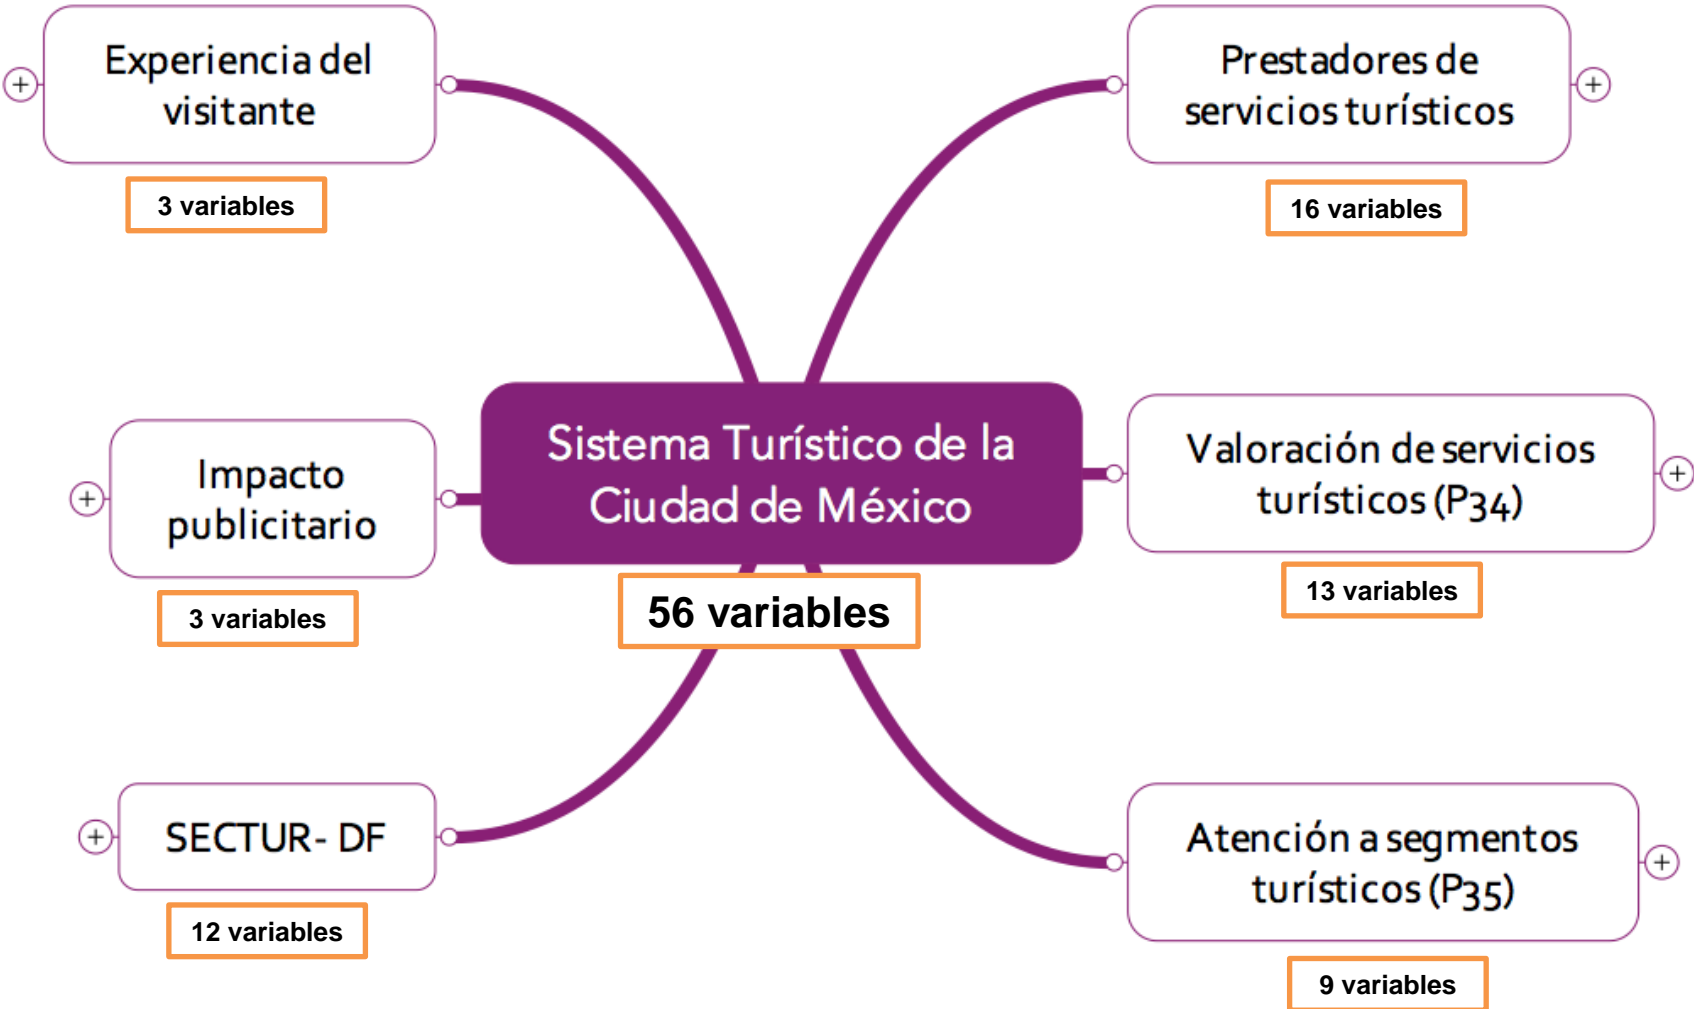 Experiencia del
visitante
3 variables
Prestadores de
servicios turísticos
16 variables
Impacto
publicitario
3 variables
Sistema Turístico de la
Ciudad de México
56 variables
Valoración de servicios
turísticos (P34)
13 variables
SECTUR- DF
12 variables
Atención a segmentos
turísticos (P35)
9 variables